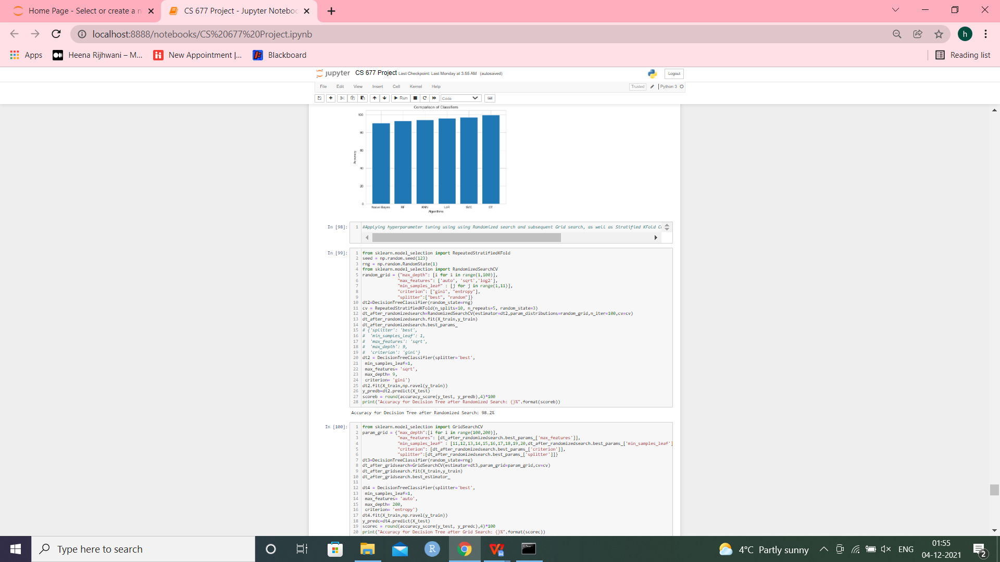 Home Page - Select or create a n
CS 677 Project - Jupyter Noteboo
localhost:8888/notebooks/CS%20677%20Project.ipynb
h
Apps
Heena Rijhwani – M...
New Appointment |...
Blackboard
Reading list
jupyter CS 677 Project Last Checkpoint: Last Monday at 3:55 AM (autosaved)
Logout
File Edit View Insert Cell Kernel Help
Trusted
Python 3
Run
Code
Comparison of Classifiers
100
80
60
40
20
0
Accuracy
Naive Bayes RF KNN LoR SVC DT
Algorithms
In [98]:
1 #Applying hyperparameter tuning using using Randomized search and subsequent Grid search, as well as Stratified KFold C
In [99]:
1 from sklearn.model_selection import RepeatedStratifiedKFold
2 seed = np.random.seed(123)
3 rng = np.random.RandomState(1)
4 from sklearn.model_selection import RandomizedSearchCV
5 random_grid = {"max_depth": [i for i in range(1,100)],
6 "max_features": ['auto', 'sqrt','log2'],
7 "min_samples_leaf" : [j for j in range(1,11)],
8 "criterion": ["gini", "entropy"],
9 "splitter":["best", "random"]}
10 dt2=DecisionTreeClassifier(random_state=rng)
11 cv = RepeatedStratifiedKFold(n_splits=10, n_repeats=5, random_state=3)
12 dt_after_randomizedsearch=RandomizedSearchCV(estimator=dt2,param_distributions=random_grid,n_iter=100,cv=cv)
13 dt_after_randomizedsearch.fit(X_train,y_train)
14 dt_after_randomizedsearch.best_params_
15 # {'splitter': 'best',
16 # 'min_samples_leaf': 1,
17 # 'max_features': 'sqrt',
18 # 'max_depth': 9,
19 # 'criterion': 'gini'}
20 dt2 = DecisionTreeClassifier(splitter='best',
21 min_samples_leaf=1,
22 max_features= 'sqrt',
23 max_depth= 9,
24 criterion= 'gini')
25 dt2.fit(X_train,np.ravel(y_train))
26 y_predb=dt2.predict(X_test)
27 scoreb = round(accuracy_score(y_test, y_predb),4)*100
28 print("Accuracy for Decision Tree after Randomized Search: {}%".format(scoreb))
Accuracy for Decision Tree after Randomized Search: 98.2%
In [100]:
1 from sklearn.model_selection import GridSearchCV
2 param_grid = {"max_depth":[i for i in range(100,200)],
3 "max_features": [dt_after_randomizedsearch.best_params_['max_features']],
4 "min_samples_leaf" : [11,12,13,14,15,16,17,18,19,20,dt_after_randomizedsearch.best_params_['min_samples_leaf']
5 "criterion": [dt_after_randomizedsearch.best_params_['criterion']],
6 "splitter":[dt_after_randomizedsearch.best_params_['splitter']]}
7 dt3=DecisionTreeClassifier(random_state=rng)
8 dt_after_gridsearch=GridSearchCV(estimator=dt3,param_grid=param_grid,cv=cv)
9 dt_after_gridsearch.fit(X_train,y_train)
10 dt_after_gridsearch.best_estimator_
11
12 dt4 = DecisionTreeClassifier(splitter='best',
13 min_samples_leaf=1,
14 max_features= 'auto',
15 max_depth= 200,
16 criterion= 'entropy')
17 dt4.fit(X_train,np.ravel(y_train))
18 y_predc=dt4.predict(X_test)
19 scorec = round(accuracy_score(y_test, y_predc),4)*100
20 print("Accuracy for Decision Tree after Grid Search: {}%".format(scorec))
Type here to search
R
4°C Partly sunny
ENG
01:55
04-12-2021
2